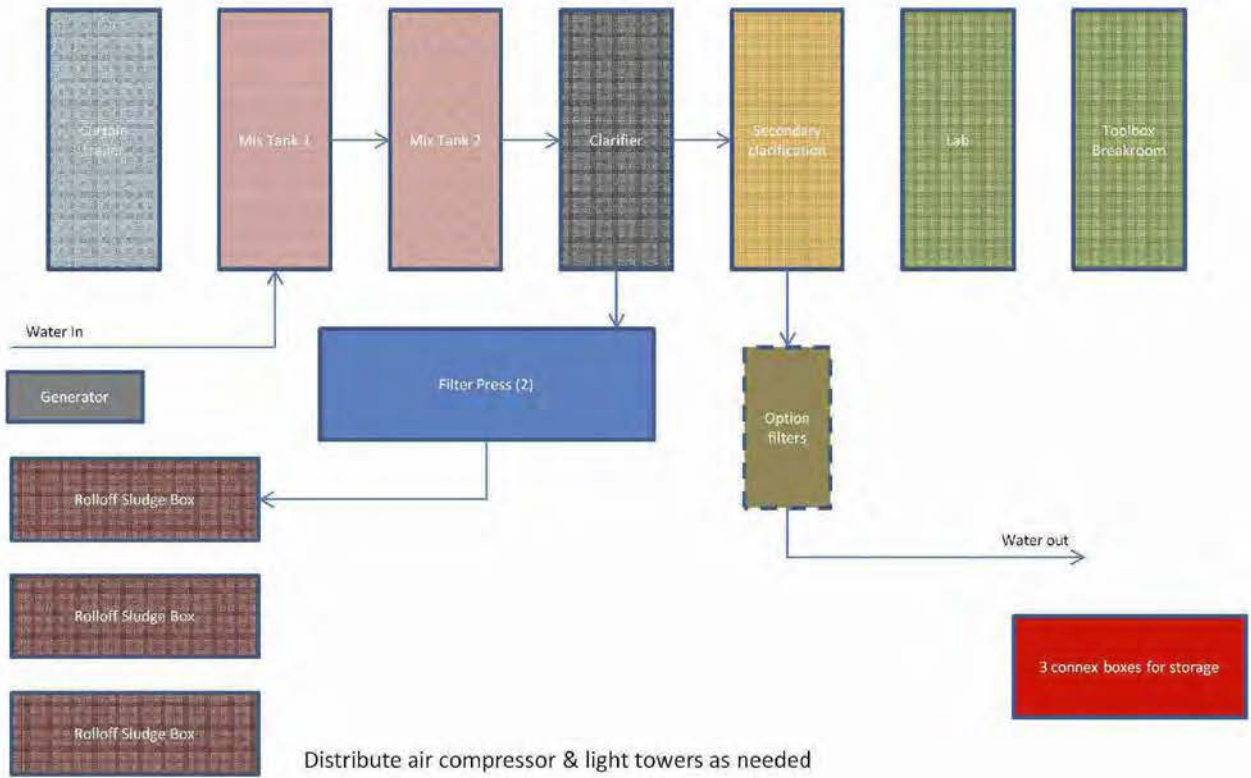 Curtain
Trailer
Mix Tank 1
Mix Tank 2
Clarifier
Secondary
clarification
Lab
Toolbox
Breakroom
Water In
Filter Press (2)
Generator
Option
filters
Rolloff Sludge Box
Water out
Rolloff Sludge Box
3 connex boxes for storage
Rolloff Sludge Box
Distribute air compressor & light towers as needed